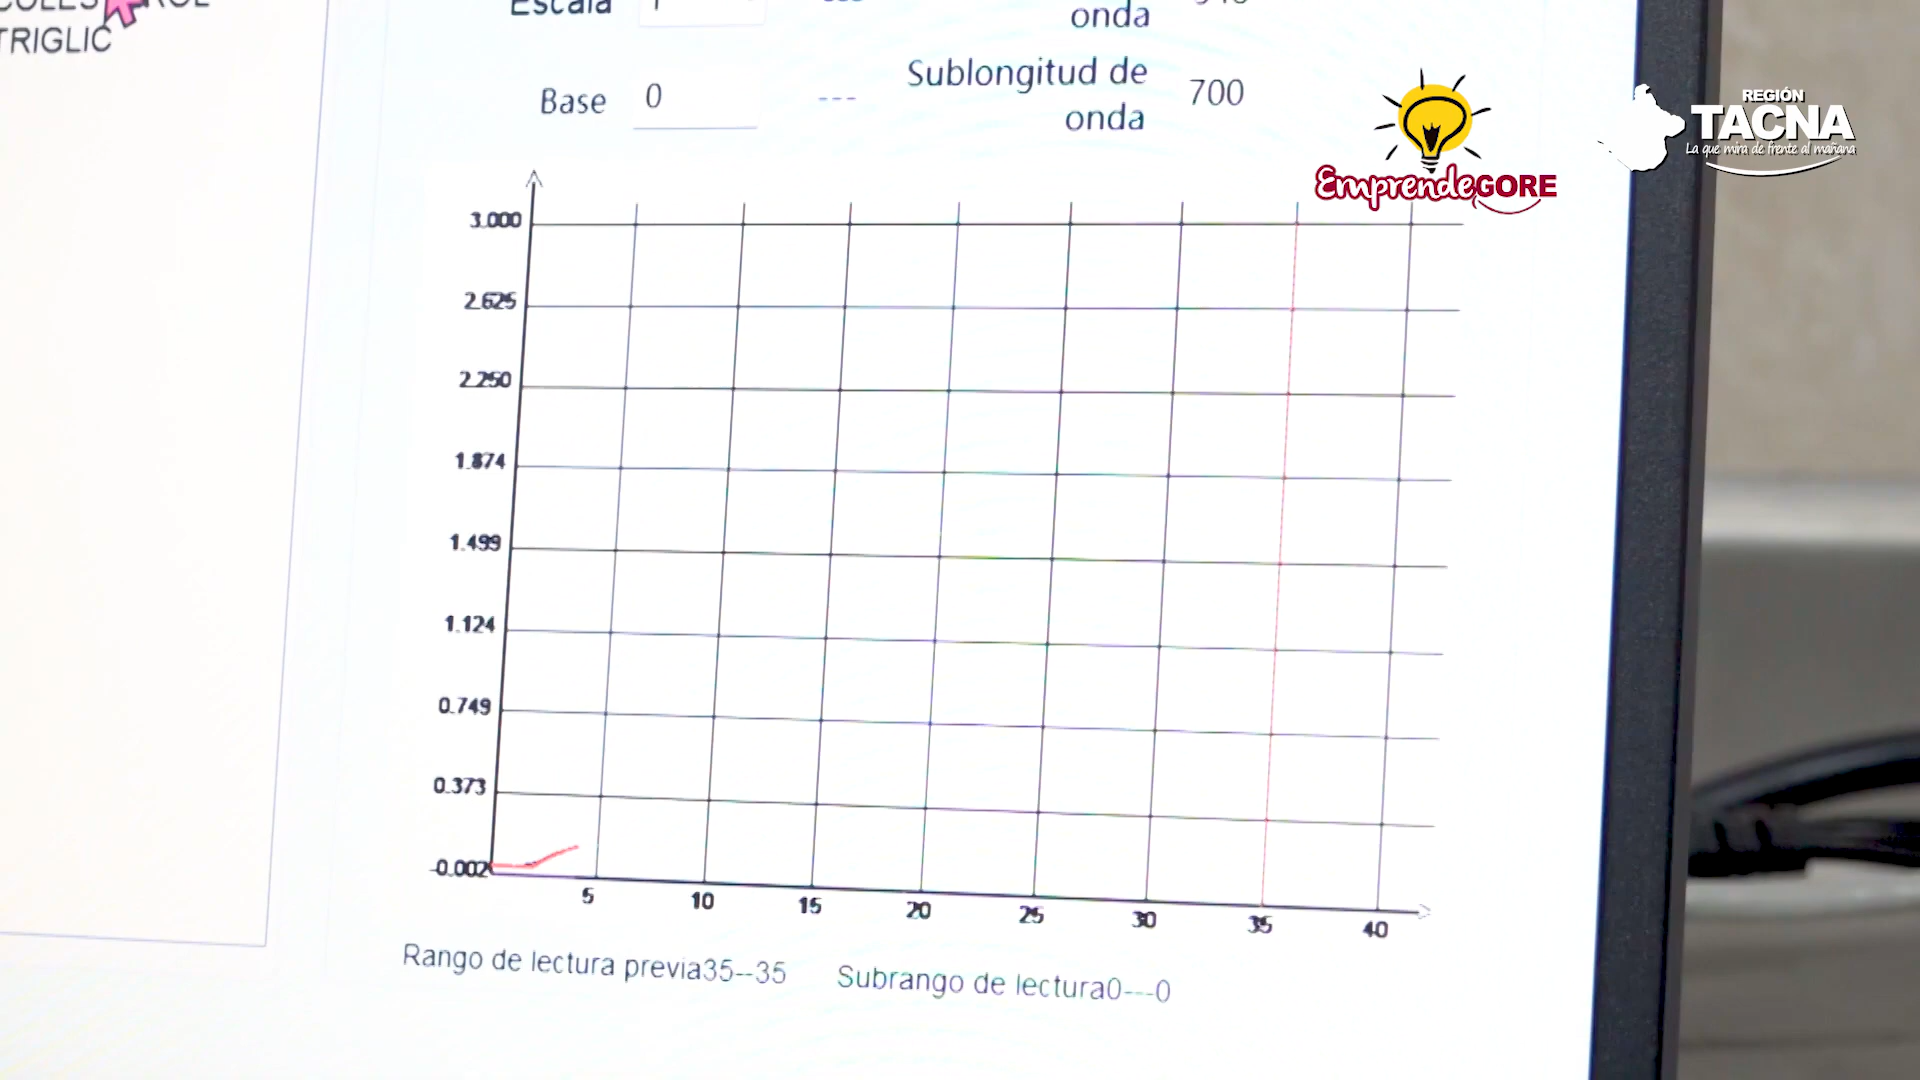 TRIGLIC
Escala
onda
Base 0 --- Sublongitud de onda 700
EmprendeGORE
REGIÓN
TACNA
La que mira de frente al mañana
3.000
2.625
2.250
1.874
1.499
1.124
0.749
0.373
-0.002
5 10 15 20 25 30 35 40
Rango de lectura previa35--35 Subrango de lectura0---0